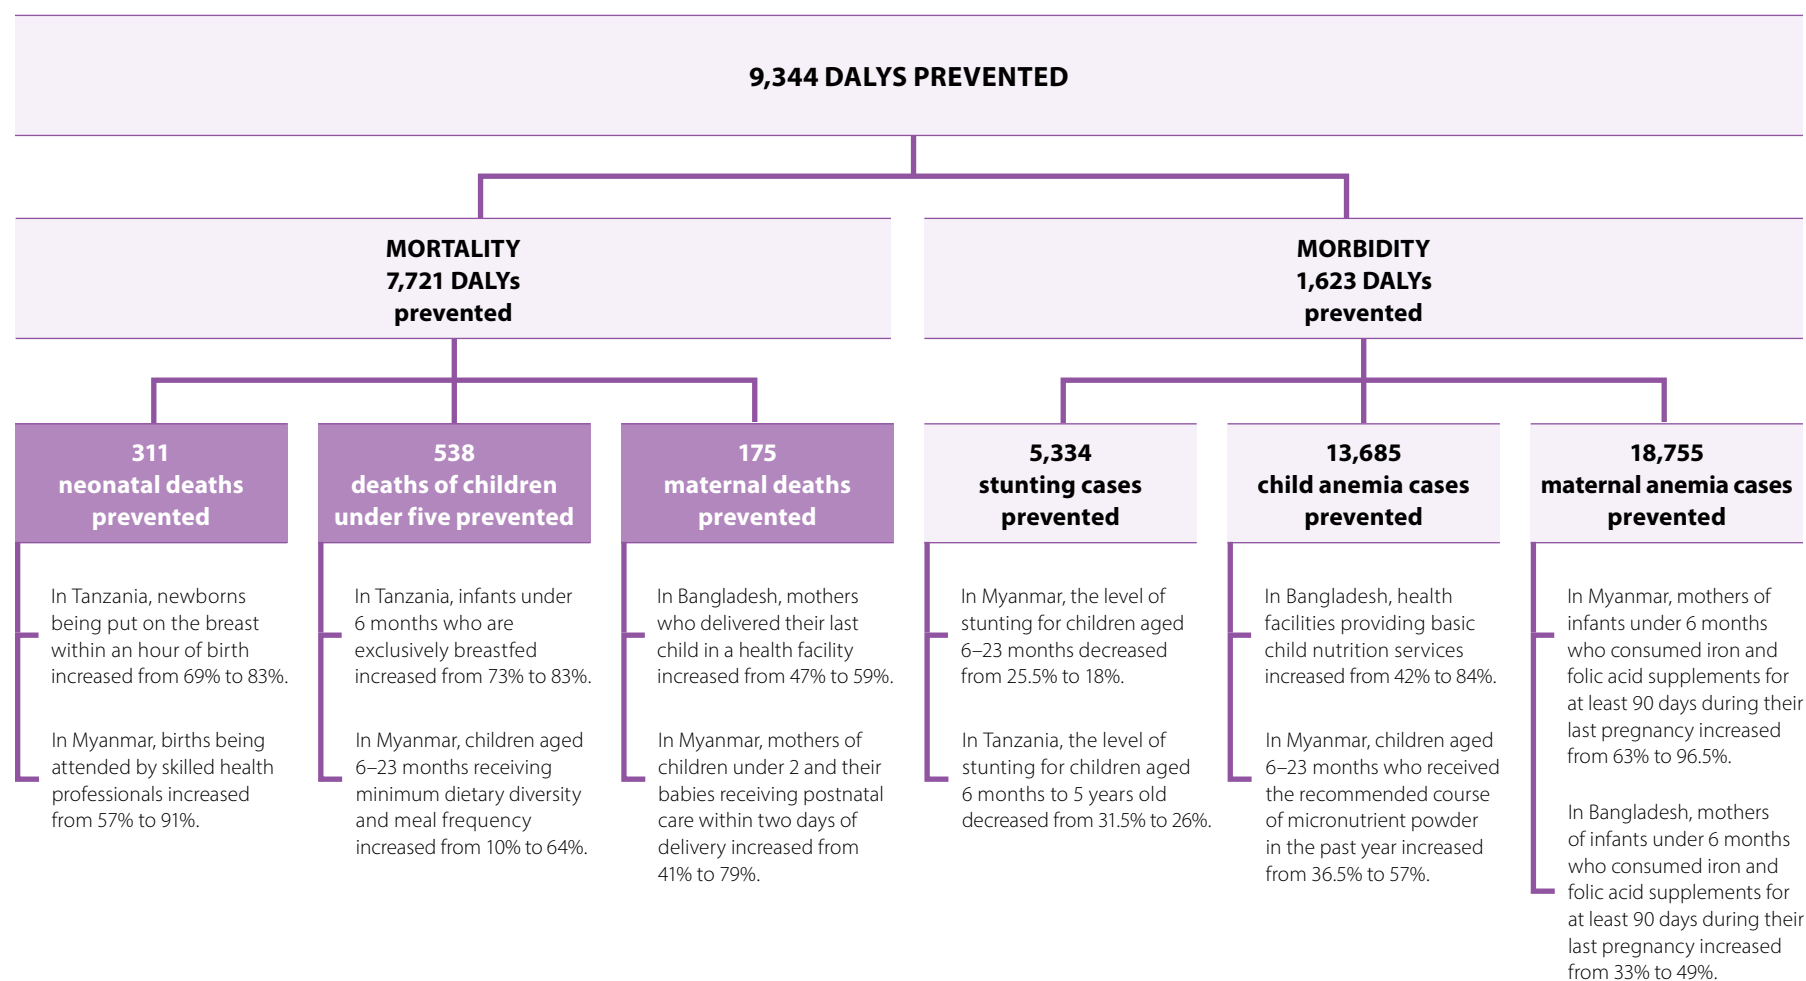 9,344 DALYS PREVENTED
MORTALITY
7,721 DALYs
prevented
MORBIDITY
1,623 DALYs
prevented
311
neonatal deaths
prevented
538
deaths of children
under five prevented
175
maternal deaths
prevented
5,334
stunting cases
prevented
13,685
child anemia cases
prevented
18,755
maternal anemia cases
prevented
In Tanzania, newborns
being put on the breast
within an hour of birth
increased from 69% to 83%.
In Myanmar, births being
attended by skilled health
professionals increased
from 57% to 91%.
In Tanzania, infants under
6 months who are
exclusively breastfed
increased from 73% to 83%.
In Myanmar, children aged
6–23 months receiving
minimum dietary diversity
and meal frequency
increased from 10% to 64%.
In Bangladesh, mothers
who delivered their last
child in a health facility
increased from 47% to 59%.
In Myanmar, mothers of
children under 2 and their
babies receiving postnatal
care within two days of
delivery increased from
41% to 79%.
In Myanmar, the level of
stunting for children aged
6–23 months decreased
from 25.5% to 18%.
In Tanzania, the level of
stunting for children aged
6 months to 5 years old
decreased from 31.5% to 26%.
In Bangladesh, health
facilities providing basic
child nutrition services
increased from 42% to 84%.
In Myanmar, children aged
6–23 months who received
the recommended course
of micronutrient powder
in the past year increased
from 36.5% to 57%.
In Myanmar, mothers of
infants under 6 months
who consumed iron and
folic acid supplements for
at least 90 days during their
last pregnancy increased
from 63% to 96.5%.
In Bangladesh, mothers
of infants under 6 months
who consumed iron and
folic acid supplements for
at least 90 days during their
last pregnancy increased
from 33% to 49%.